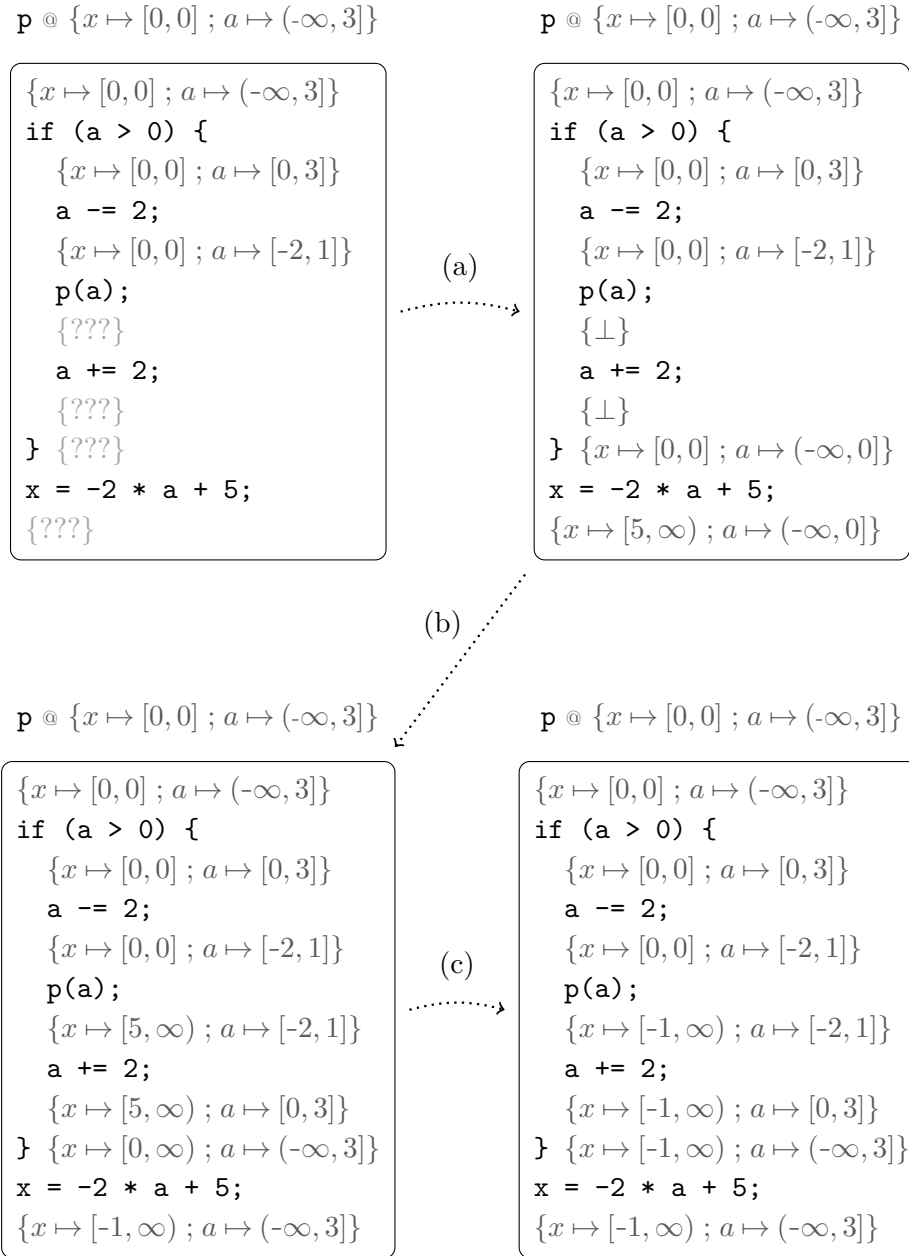 p @ {x ↦ [0, 0] ; a ↦ (-∞, 3]}
{x ↦ [0, 0] ; a ↦ (-∞, 3]}
if (a > 0) {
{x ↦ [0, 0] ; a ↦ [0, 3]}
a -= 2;
{x ↦ [0, 0] ; a ↦ [-2, 1]}
p(a);
{???}
a += 2;
{???}
} {???}
x = -2 * a + 5;
{???}
(a)
p @ {x ↦ [0, 0] ; a ↦ (-∞, 3]}
{x ↦ [0, 0] ; a ↦ (-∞, 3]}
if (a > 0) {
{x ↦ [0, 0] ; a ↦ [0, 3]}
a -= 2;
{x ↦ [0, 0] ; a ↦ [-2, 1]}
p(a);
{⊥}
a += 2;
{⊥}
} {x ↦ [0, 0] ; a ↦ (-∞, 0]}
x = -2 * a + 5;
{x ↦ [5, ∞) ; a ↦ (-∞, 0]}
(b)
p @ {x ↦ [0, 0] ; a ↦ (-∞, 3]}
{x ↦ [0, 0] ; a ↦ (-∞, 3]}
if (a > 0) {
{x ↦ [0, 0] ; a ↦ [0, 3]}
a -= 2;
{x ↦ [0, 0] ; a ↦ [-2, 1]}
p(a);
{x ↦ [5, ∞) ; a ↦ [-2, 1]}
a += 2;
{x ↦ [5, ∞) ; a ↦ [0, 3]}
} {x ↦ [0, ∞) ; a ↦ (-∞, 3]}
x = -2 * a + 5;
{x ↦ [-1, ∞) ; a ↦ (-∞, 3]}
(c)
p @ {x ↦ [0, 0] ; a ↦ (-∞, 3]}
{x ↦ [0, 0] ; a ↦ (-∞, 3]}
if (a > 0) {
{x ↦ [0, 0] ; a ↦ [0, 3]}
a -= 2;
{x ↦ [0, 0] ; a ↦ [-2, 1]}
p(a);
{x ↦ [-1, ∞) ; a ↦ [-2, 1]}
a += 2;
{x ↦ [-1, ∞) ; a ↦ [0, 3]}
} {x ↦ [-1, ∞) ; a ↦ (-∞, 3]}
x = -2 * a + 5;
{x ↦ [-1, ∞) ; a ↦ (-∞, 3]}